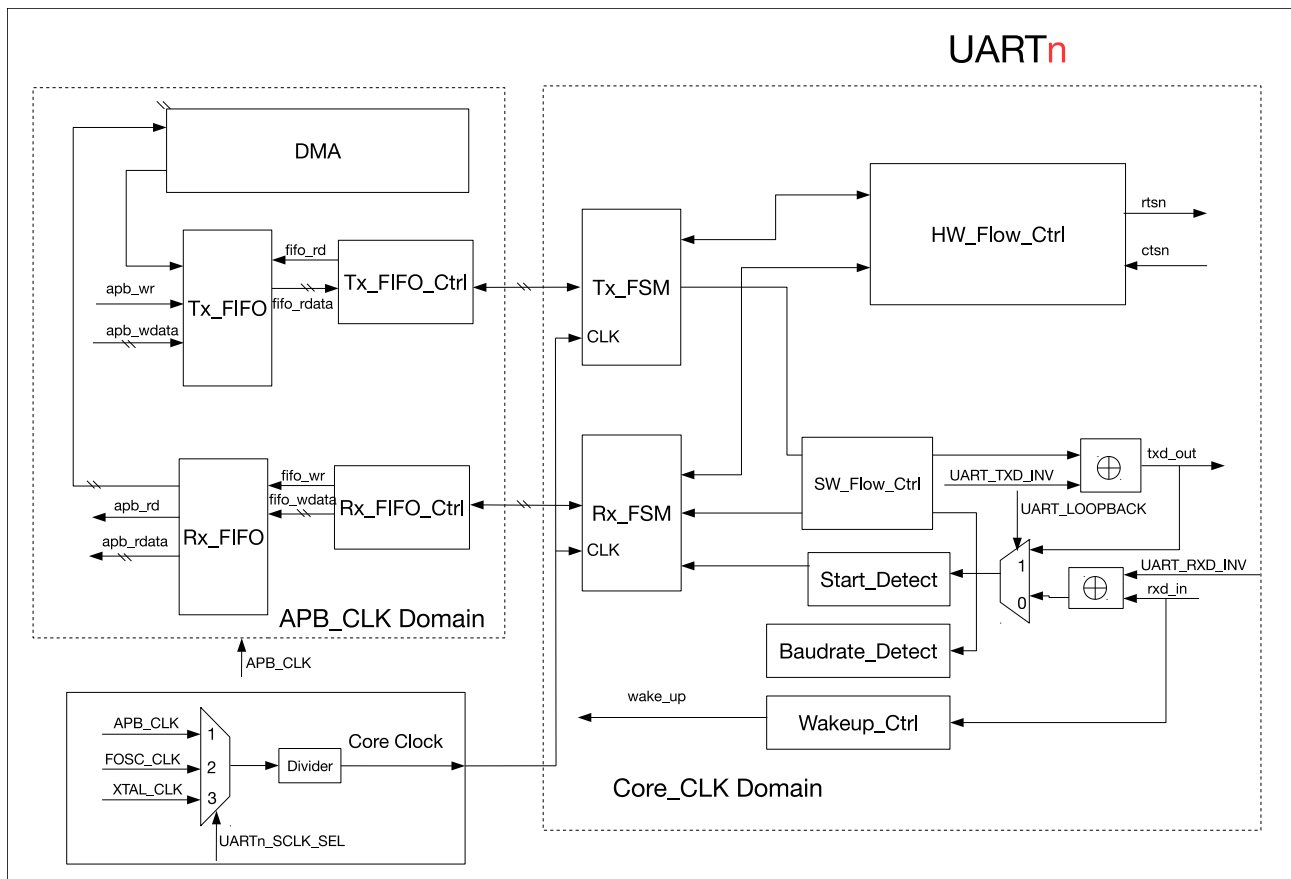 UARTn
DMA
fifo_rd
Tx_FIFO_Ctrl
apb_wr
Tx_FIFO
fifo_rdata
apb_wdata
Tx_FSM
CLK
HW_Flow_Ctrl
rtsn
ctsn
fifo_wr
fifo_wdata
Rx_FIFO_Ctrl
apb_rd
Rx_FIFO
apb_rdata
Rx_FSM
CLK
SW_Flow_Ctrl
UART_TXD_INV
txd_out
UART_LOOPBACK
1
0
UART_RXD_INV
rxd_in
Start_Detect
Baudrate_Detect
wake_up
Wakeup_Ctrl
APB_CLK Domain
APB_CLK
APB_CLK
1
FOSC_CLK
2
XTAL_CLK
3
Divider
Core Clock
UARTn_SCLK_SEL
Core_CLK Domain